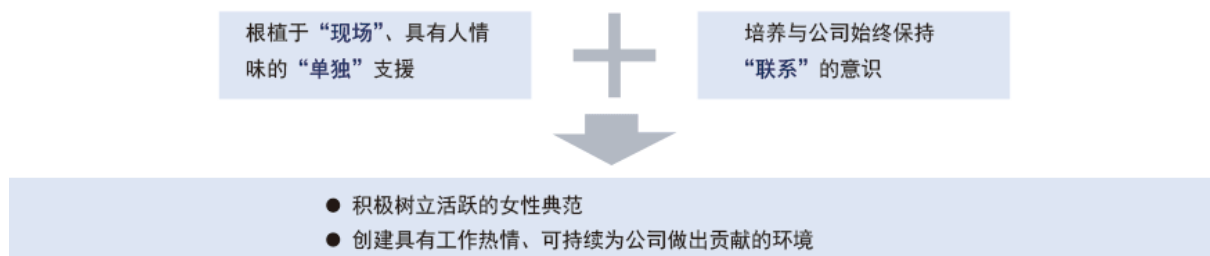 根植于“现场”、具有人情
味的“单独”支援
培养与公司始终保持
“联系”的意识
● 积极树立活跃的女性典范
● 创建具有工作热情、可持续为公司做出贡献的环境